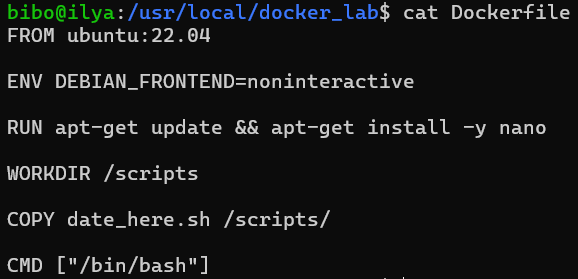 bibo@ilya:/usr/local/docker_lab$ cat Dockerfile
FROM ubuntu:22.04
ENV DEBIAN_FRONTEND=noninteractive
RUN apt-get update && apt-get install -y nano
WORKDIR /scripts
COPY date_here.sh /scripts/
CMD ["/bin/bash"]